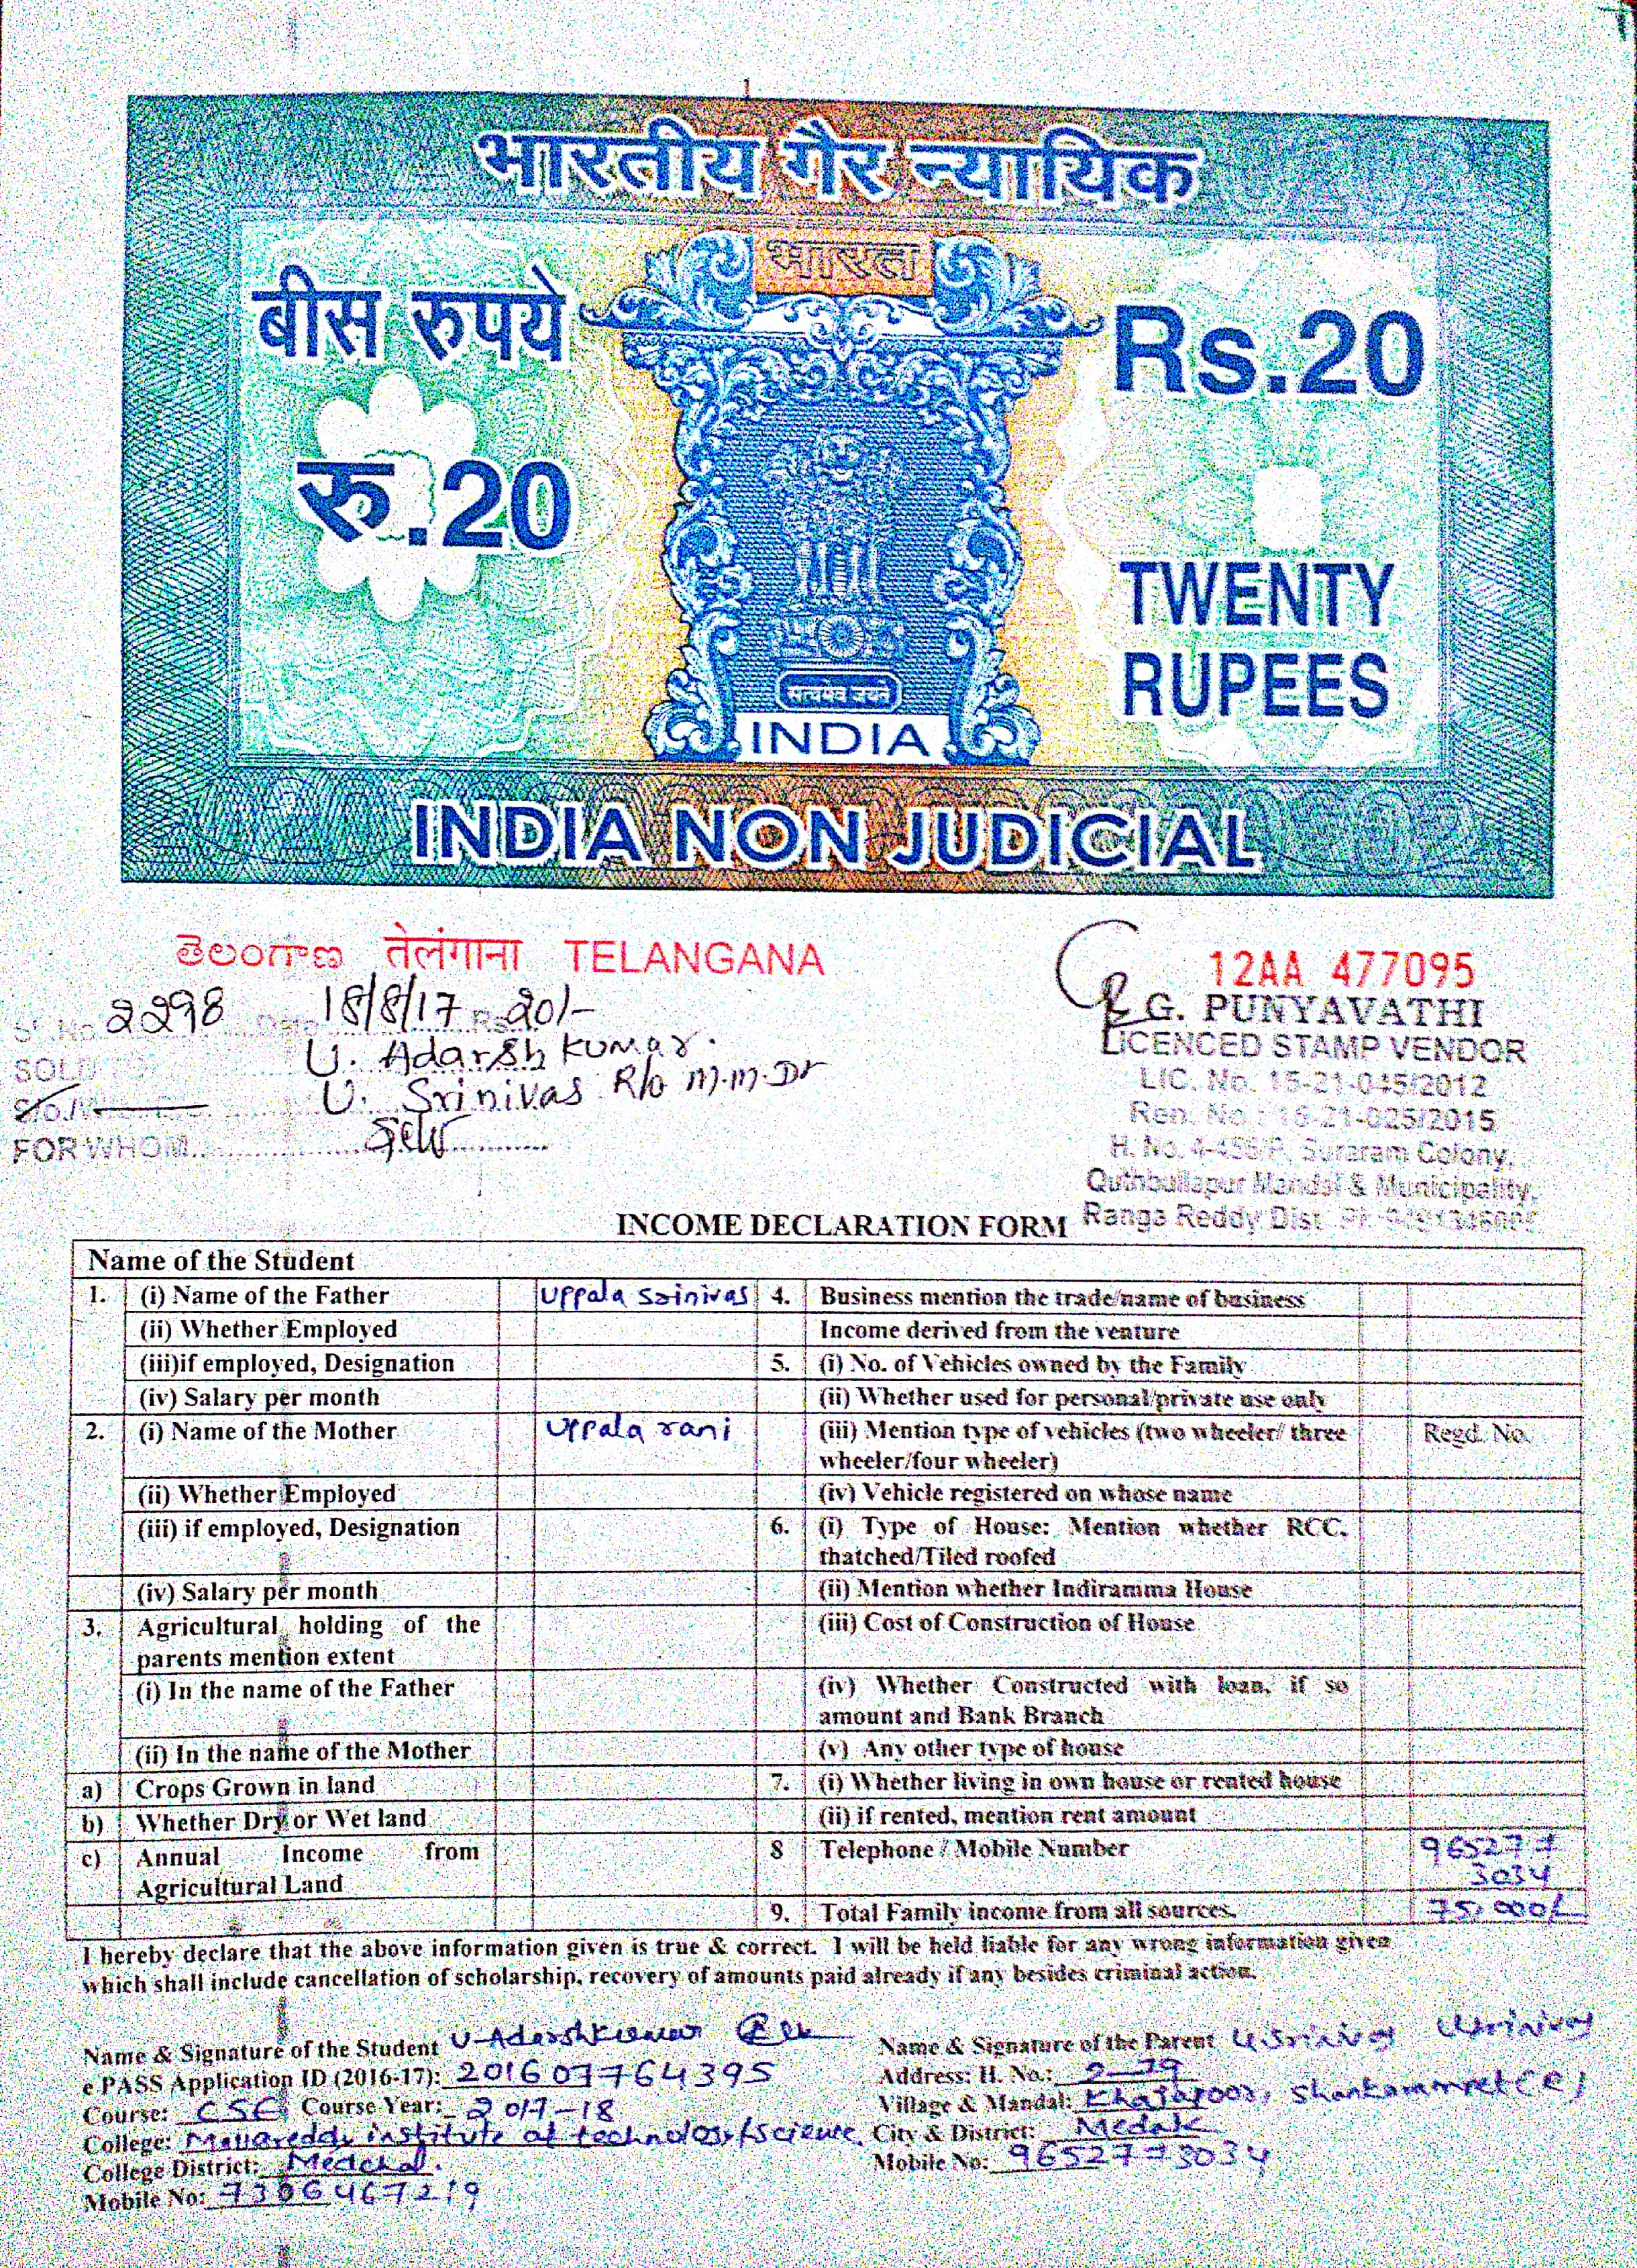 भारतीय गैर न्यायिक
भारत
बीस रुपये
Rs.20
रु.20
TWENTY
RUPEES
सत्यमेव जयते
INDIA
INDIA NON JUDICIAL
తెలంగాణ तेलंगाना TELANGANA
12AA 477095
Sl. No. 2298 Date 18/8/17 Rs. 20/-
G. PUNYAVATHI
LICENCED STAMP VENDOR
SOLD U. Adarsh Kumar.
LIC. No. 15-21-045/2012
S/o. U. Srinivas R/o M.M.Dr
Ren. No.: 15-21-025/2015
FOR WHOM Self
H. No. Suraram Colony,
Quthbullapur Mandal & Municipality,
Ranga Reddy Dist.
INCOME DECLARATION FORM
Name of the Student
1. (i) Name of the Father Uppala Srinivas 4. Business mention the trade/name of business
(ii) Whether Employed Income derived from the venture
(iii)if employed, Designation 5. (i) No. of Vehicles owned by the Family
(iv) Salary per month (ii) Whether used for personal/private use only
2. (i) Name of the Mother Uppala rani (iii) Mention type of vehicles (two wheeler/ three Regd. No.
wheeler/four wheeler)
(ii) Whether Employed (iv) Vehicle registered on whose name
(iii) if employed, Designation 6. (i) Type of House: Mention whether RCC,
thatched/Tiled roofed
(iv) Salary per month (ii) Mention whether Indiramma House
3. Agricultural holding of the (iii) Cost of Construction of House
parents mention extent
(i) In the name of the Father (iv) Whether Constructed with loan, if so
amount and Bank Branch
(ii) In the name of the Mother (v) Any other type of house
a) Crops Grown in land 7. (i) Whether living in own house or rented house
b) Whether Dry or Wet land (ii) if rented, mention rent amount
c) Annual Income from 8 Telephone / Mobile Number 965277
Agricultural Land 3034
9. Total Family income from all sources. 75,000/-
I hereby declare that the above information given is true & correct. I will be held liable for any wrong information given
which shall include cancellation of scholarship, recovery of amounts paid already if any besides criminal action.
Name & Signature of the Student U-Adarshkumar
Name & Signature of the Parent U.Srinivas U.Srinivas
e PASS Application ID (2016-17): 201607764395
Address: H. No.: 2-79
Course: CSE Course Year: 2017-18
Village & Mandal: Shankarampet(R)
College: Mallareddy institute of technology & science
City & District: Medak
College District: Medchal.
Mobile No: 9652773034
Mobile No: 7306467219